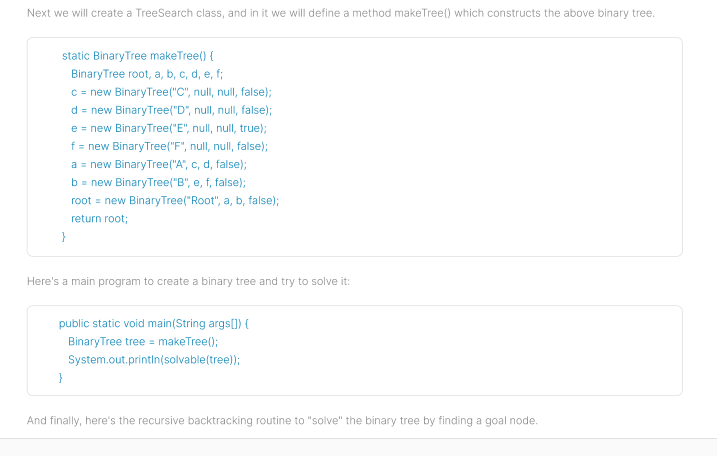 Next we will create a TreeSearch class, and in it we will define a method makeTree() which constructs the above binary tree.
static BinaryTree makeTree() {
BinaryTree root, a, b, c, d, e, f;
c = new BinaryTree("C", null, null, false);
d = new BinaryTree("D", null, null, false);
e = new BinaryTree("E", null, null, true);
f = new BinaryTree("F", null, null, false);
a = new BinaryTree("A", c, d, false);
b = new BinaryTree("B", e, f, false);
root = new BinaryTree("Root", a, b, false);
return root;
}
Here's a main program to create a binary tree and try to solve it:
public static void main(String args[]) {
BinaryTree tree = makeTree();
System.out.println(solvable(tree));
}
And finally, here's the recursive backtracking routine to "solve" the binary tree by finding a goal node.